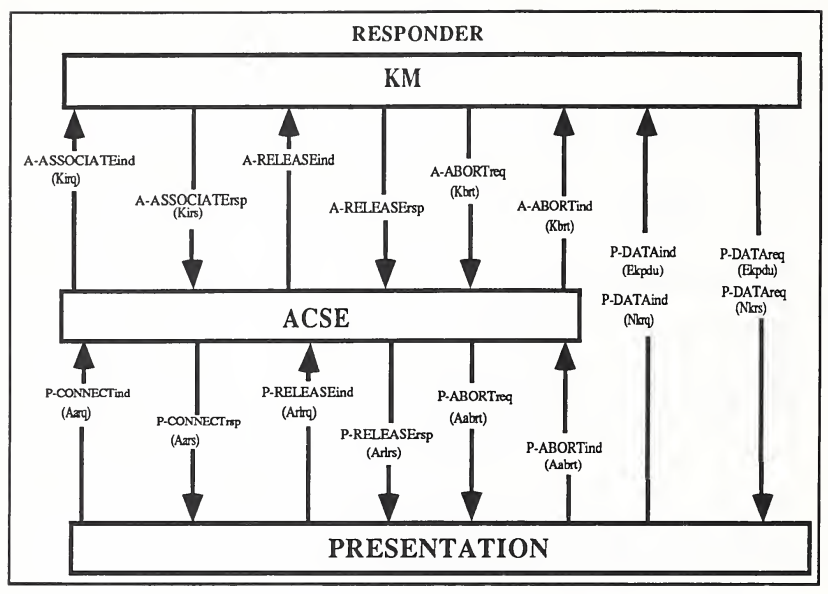 RESPONDER
KM
A-ASSOCIATEind
(Kirq)
A-ASSOCIATErsp
(Kirs)
A-RELEASEind
A-RELEASErsp
A-ABORTreq
(Kbrt)
A-ABORTind
(Kbrt)
P-DATAind
(Ekpdu)
P-DATAind
(Nkrq)
P-DATAreq
(Ekpdu)
P-DATAreq
(Nkrs)
ACSE
P-CONNECTind
(Aarq)
P-CONNECTrsp
(Aars)
P-RELEASEind
(Arlrq)
P-RELEASErsp
(Arlrs)
P-ABORTreq
(Aabrt)
P-ABORTind
(Aabrt)
PRESENTATION